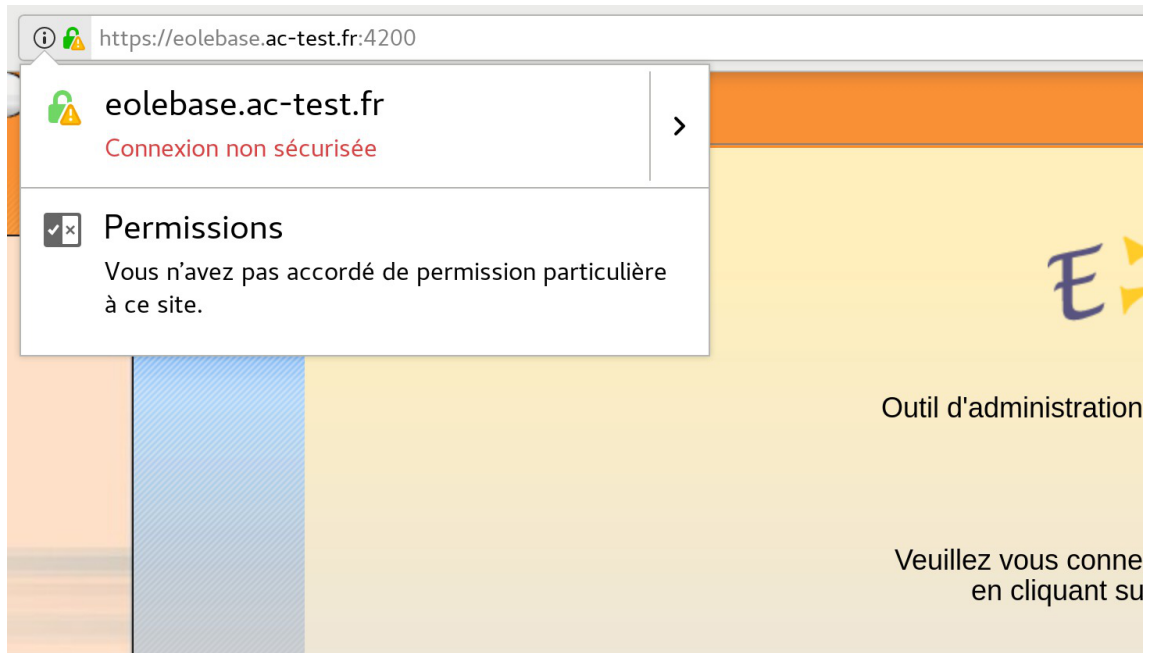 https://eolebase.ac-test.fr:4200
eolebase.ac-test.fr
Connexion non sécurisée
Permissions
Vous n’avez pas accordé de permission particulière
à ce site.
E
Outil d'administration
Veuillez vous conne
en cliquant su